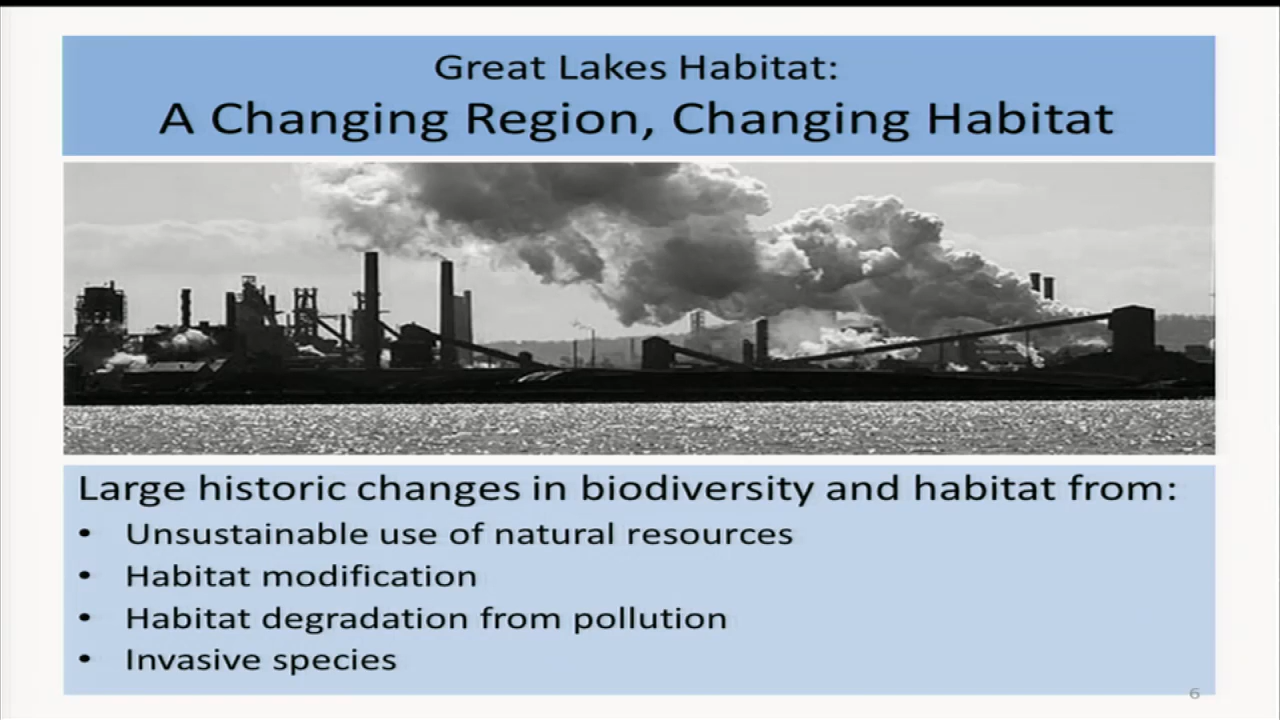 Great Lakes Habitat:
A Changing Region, Changing Habitat
Large historic changes in biodiversity and habitat from:
• Unsustainable use of natural resources
• Habitat modification
• Habitat degradation from pollution
• Invasive species
6